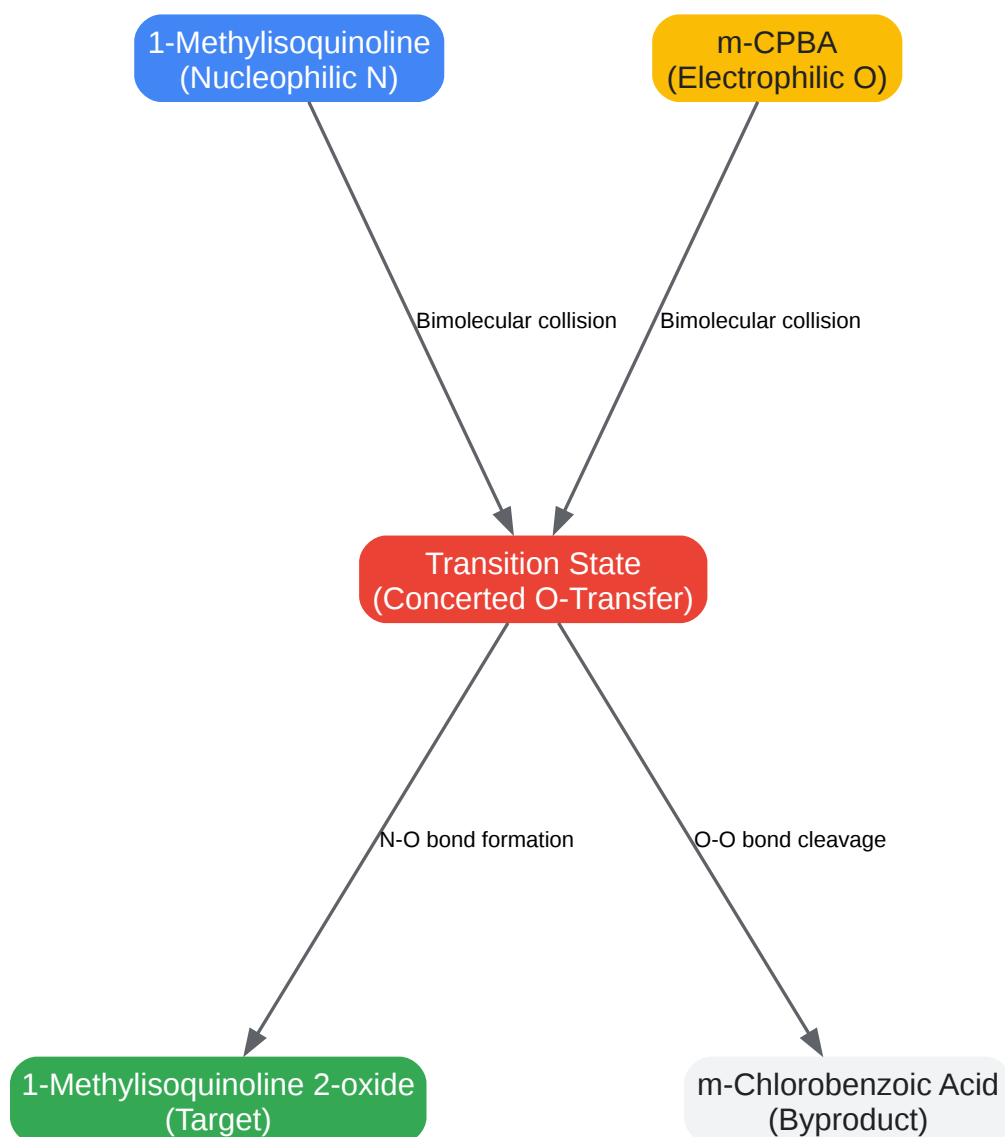 1-Methylisoquinoline
(Nucleophilic N)
m-CPBA
(Electrophilic O)
Bimolecular collision
Bimolecular collision
Transition State
(Concerted O-Transfer)
N-O bond formation
O-O bond cleavage
1-Methylisoquinoline 2-oxide
(Target)
m-Chlorobenzoic Acid
(Byproduct)